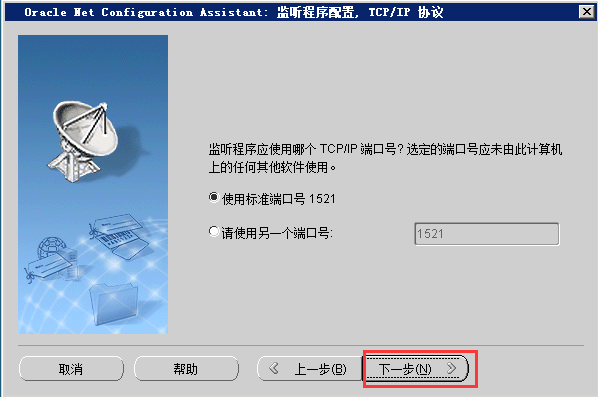 Oracle Net Configuration Assistant: 监听程序配置, TCP/IP 协议
监听程序应使用哪个 TCP/IP 端口号? 选定的端口号应未由此计算机
上的任何其他软件使用。
使用标准端口号 1521
请使用另一个端口号:
1521
取消
帮助
上一步(B)
下一步(N)